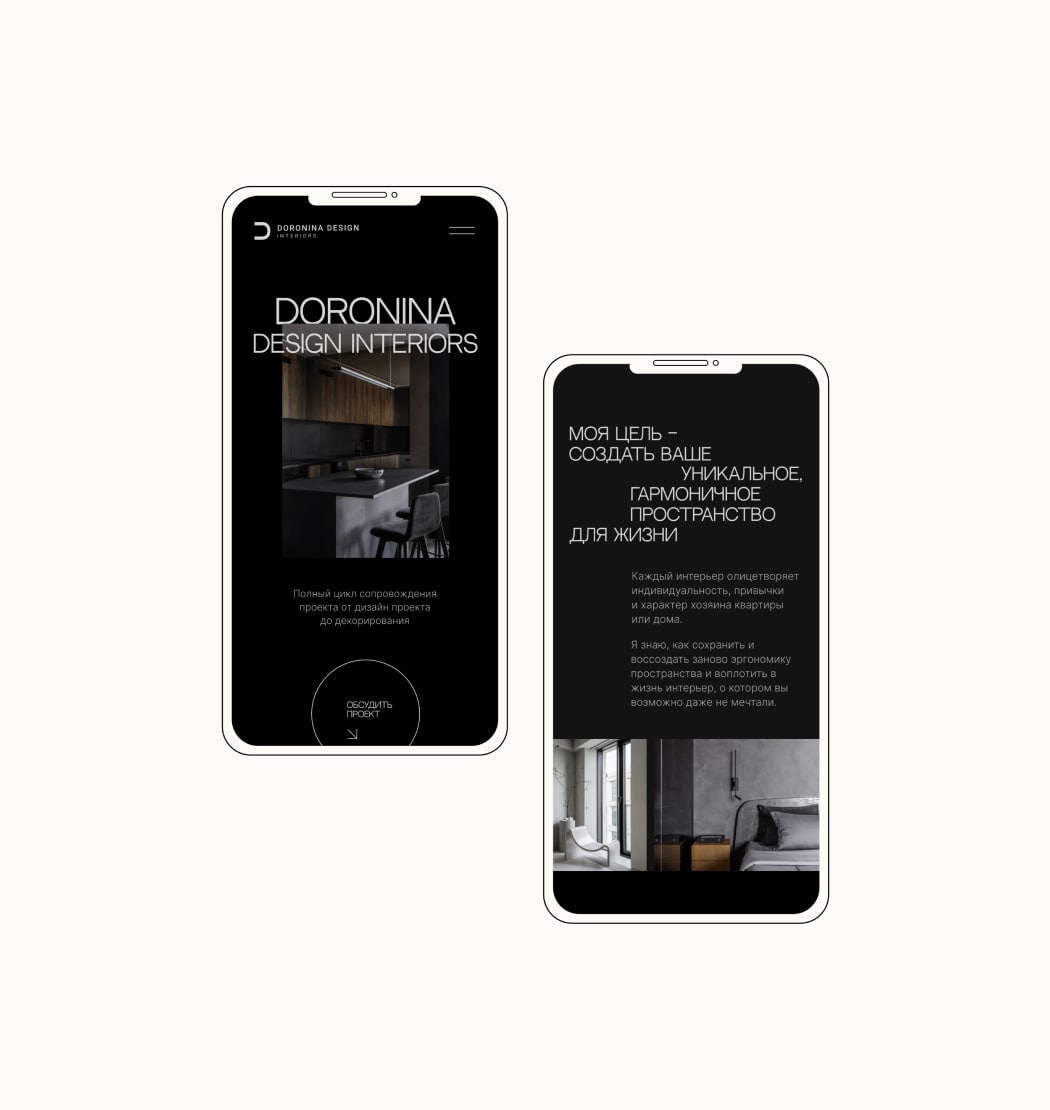 DORONINA DESIGN
INTERIORS
DORONINA
DESIGN INTERIORS
Полный цикл сопровождения
проекта от дизайн проекта
до декорирования
ОБСУДИТЬ
ПРОЕКТ
МОЯ ЦЕЛЬ –
СОЗДАТЬ ВАШЕ
УНИКАЛЬНОЕ,
ГАРМОНИЧНОЕ
ПРОСТРАНСТВО
ДЛЯ ЖИЗНИ
Каждый интерьер олицетворяет
индивидуальность, привычки
и характер хозяина квартиры
или дома.
Я знаю, как сохранить и
воссоздать заново эргономику
пространства и воплотить в
жизнь интерьер, о котором вы
возможно даже не мечтали.